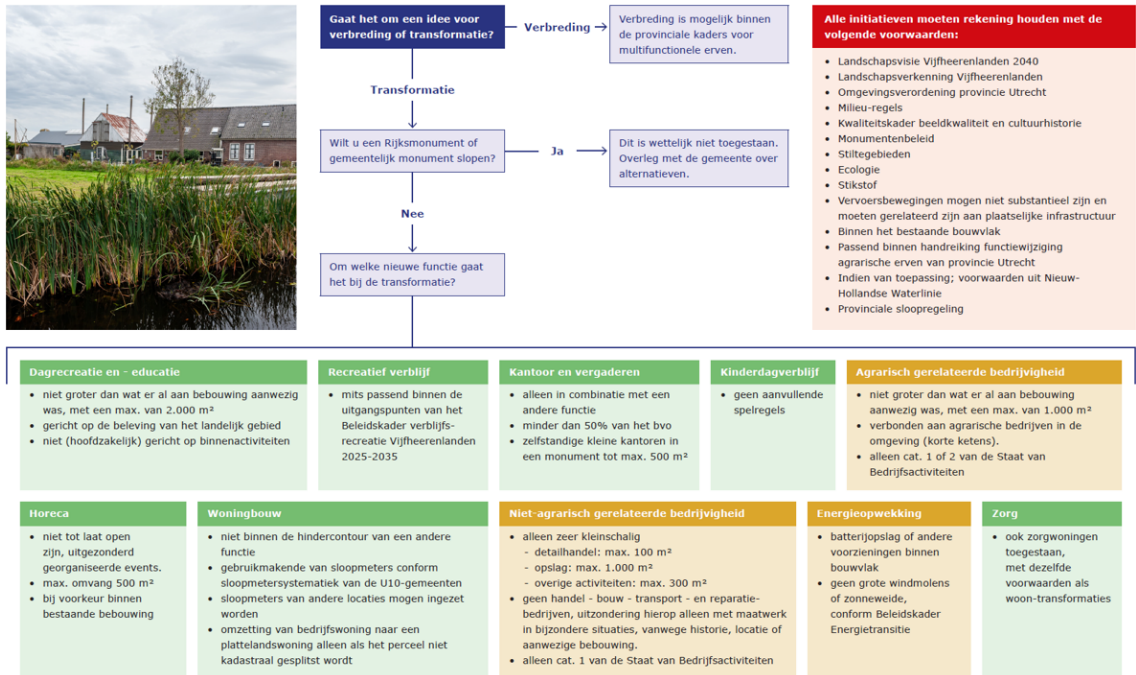 Gaat het om een idee voor
verbreding of transformatie?
Verbreding
Verbreding is mogelijk binnen
de provinciale kaders voor
multifunctionele erven.
Transformatie
Wilt u een Rijksmonument of
gemeentelijk monument slopen?
Ja
Dit is wettelijk niet toegestaan.
Overleg met de gemeente over
alternatieven.
Nee
Om welke nieuwe functie gaat
het bij de transformatie?
Alle initiatieven moeten rekening houden met de
volgende voorwaarden:
• Landschapsvisie Vijfheerenlanden 2040
• Landschapsverkenning Vijfheerenlanden
• Omgevingsverordening provincie Utrecht
• Milieu-regels
• Kwaliteitskader beeldkwaliteit en cultuurhistorie
• Monumentenbeleid
• Stiltegebieden
• Ecologie
• Stikstof
• Vervoersbewegingen mogen niet substantieel zijn en
moeten gerelateerd zijn aan plaatselijke infrastructuur
• Binnen het bestaande bouwvlak
• Passend binnen handreiking functiewijziging
agrarische erven van provincie Utrecht
• Indien van toepassing; voorwaarden uit Nieuw-
Hollandse Waterlinie
• Provinciale sloopregeling
Dagrecreatie en - educatie
• niet groter dan wat er al aan bebouwing aanwezig
was, met een max. van 2.000 m²
• gericht op de beleving van het landelijk gebied
• niet (hoofdzakelijk) gericht op binnenactiviteiten
Recreatief verblijf
• mits passend binnen de
uitgangspunten van het
Beleidskader verblijfs-
recreatie Vijfheerenlanden
2025-2035
Kantoor en vergaderen
• alleen in combinatie met een
andere functie
• minder dan 50% van het bvo
• zelfstandige kleine kantoren in
een monument tot max. 500 m²
Kinderdagverblijf
• geen aanvullende
spelregels
Agrarisch gerelateerde bedrijvigheid
• niet groter dan wat er al aan bebouwing
aanwezig was, met een max. van 1.000 m²
• verbonden aan agrarische bedrijven in de
omgeving (korte ketens).
• alleen cat. 1 of 2 van de Staat van
Bedrijfsactiviteiten
Horeca
• niet tot laat open
zijn, uitgezonderd
georganiseerde events.
• max. omvang 500 m²
• bij voorkeur binnen
bestaande bebouwing
Woningbouw
• niet binnen de hindercontour van een andere
functie
• gebruikmakende van sloopmeters conform
sloopmetersystematiek van de U10-gemeenten
• sloopmeters van andere locaties mogen ingezet
worden
• omzetting van bedrijfswoning naar een
plattelandswoning alleen als het perceel niet
kadastraal gesplitst wordt
Niet-agrarisch gerelateerde bedrijvigheid
• alleen zeer kleinschalig
- detailhandel: max. 100 m²
- opslag: max. 1.000 m²
- overige activiteiten: max. 300 m²
• geen handel - bouw - transport - en reparatie-
bedrijven, uitzondering hierop alleen met maatwerk
in bijzondere situaties, vanwege historie, locatie of
aanwezige bebouwing.
• alleen cat. 1 van de Staat van Bedrijfsactiviteiten
Energieopwekking
• batterijopslag of andere
voorzieningen binnen
bouwvlak
• geen grote windmolens
of zonneweide,
conform Beleidskader
Energietransitie
Zorg
• ook zorgwoningen
toegestaan,
met dezelfde
voorwaarden als
woon-transformaties